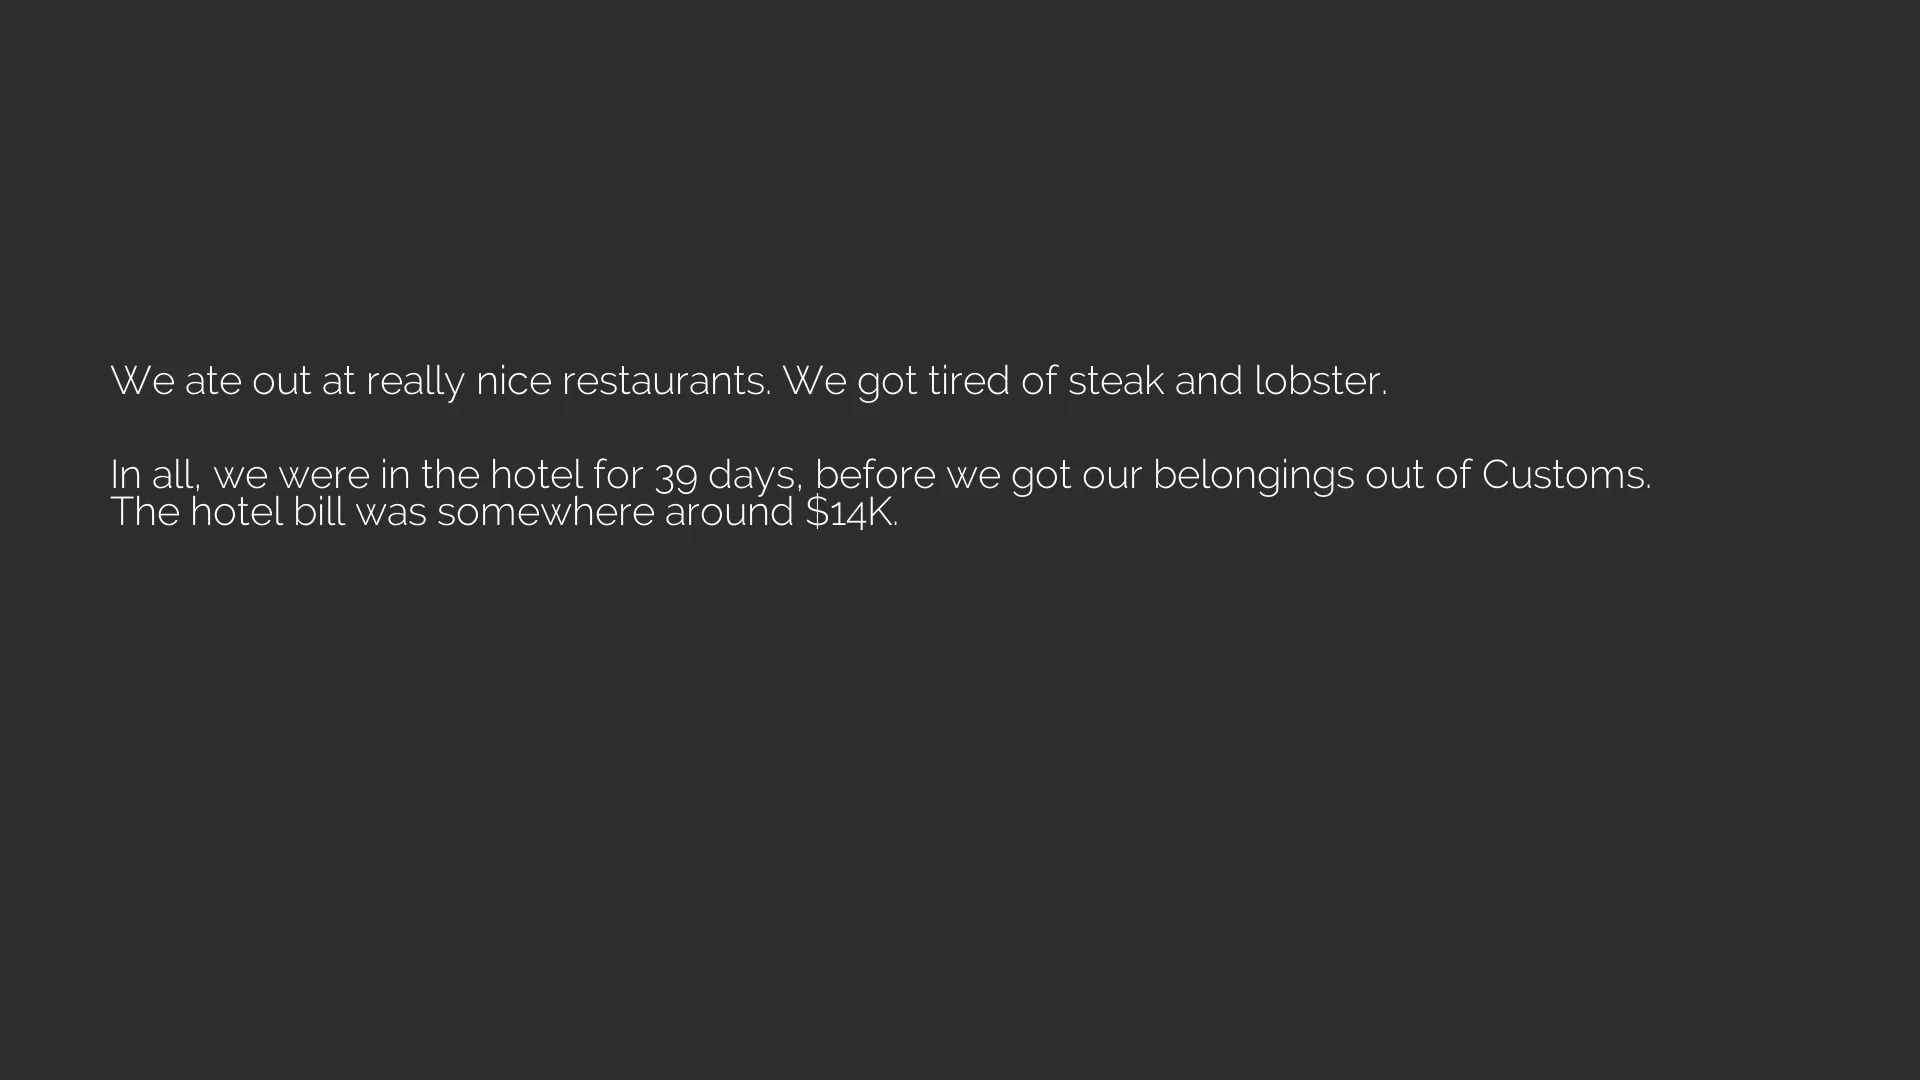 We ate out at really nice restaurants. We got tired of steak and lobster.
In all, we were in the hotel for 39 days, before we got our belongings out of Customs.
The hotel bill was somewhere around $14K.